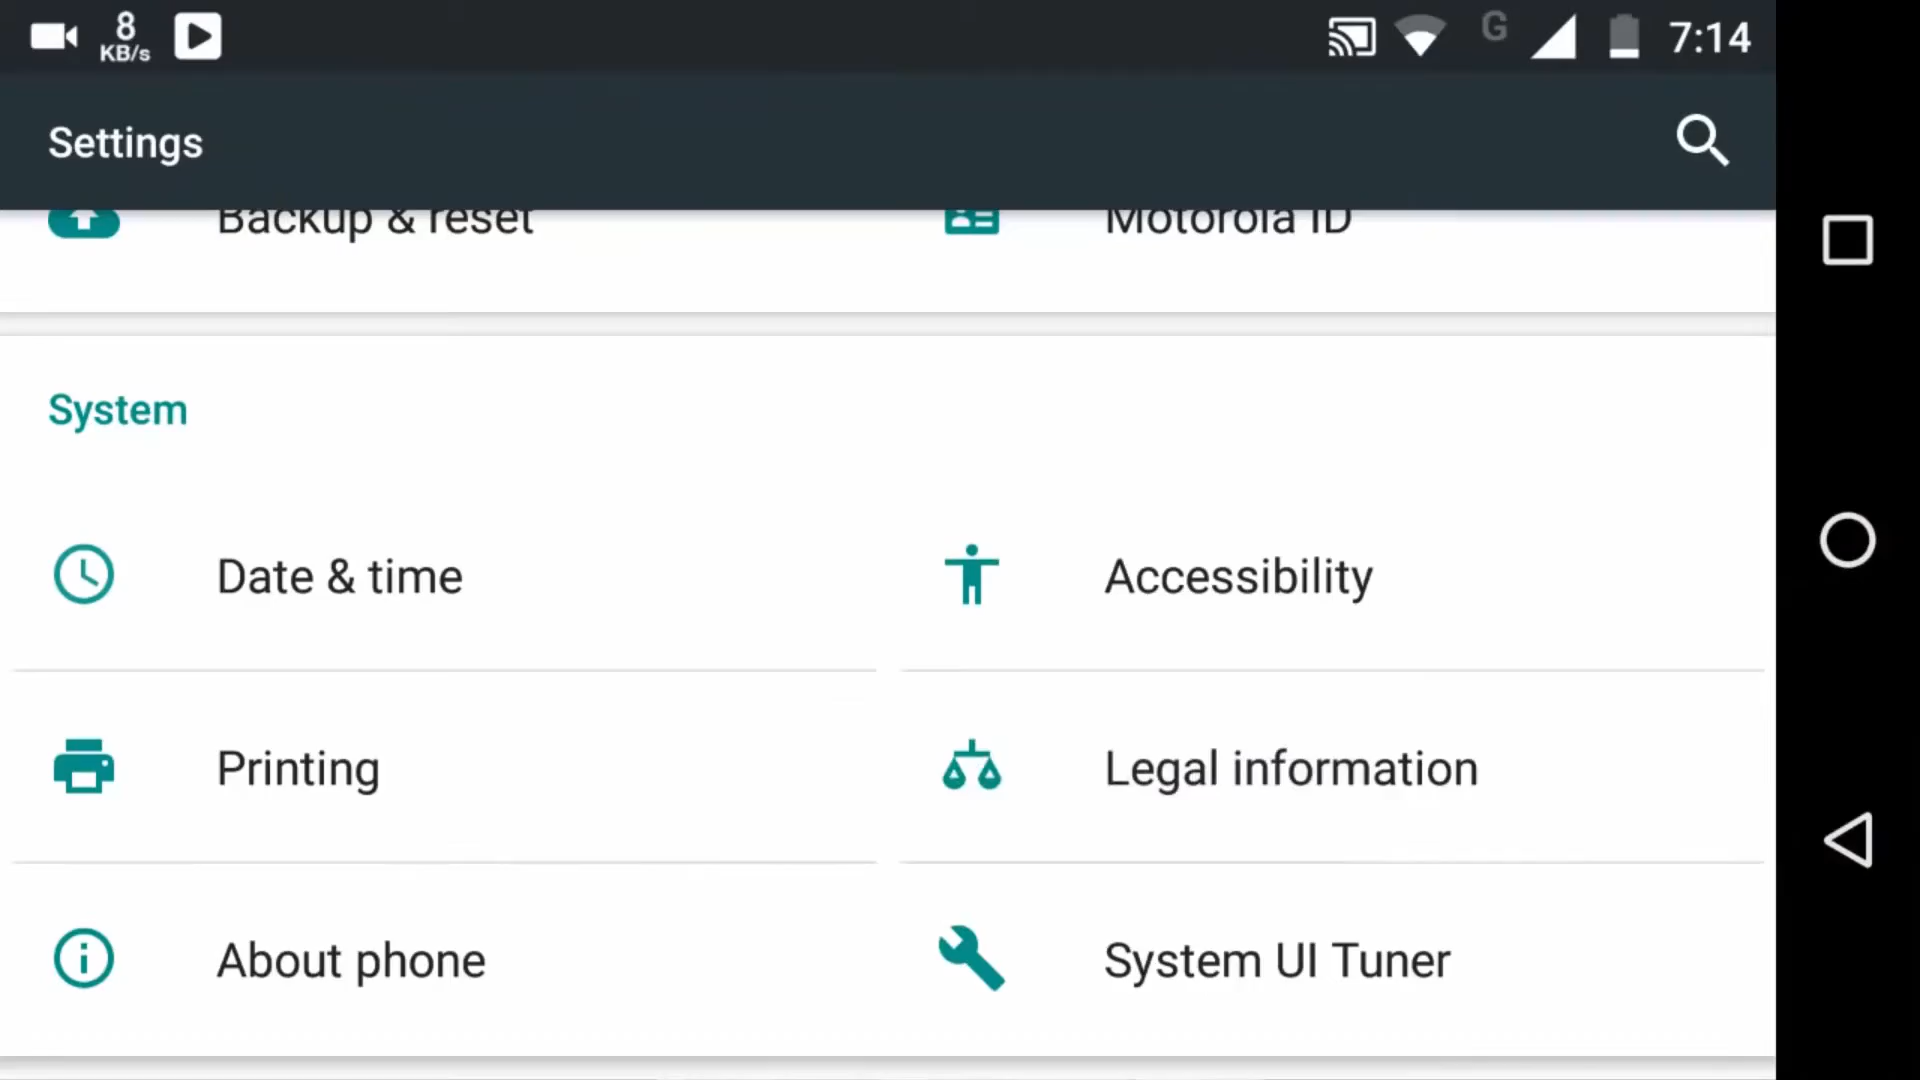 8
KB/s
G
7:14
Settings
Backup & reset
Motorola ID
System
Date & time
Accessibility
Printing
Legal information
About phone
System UI Tuner